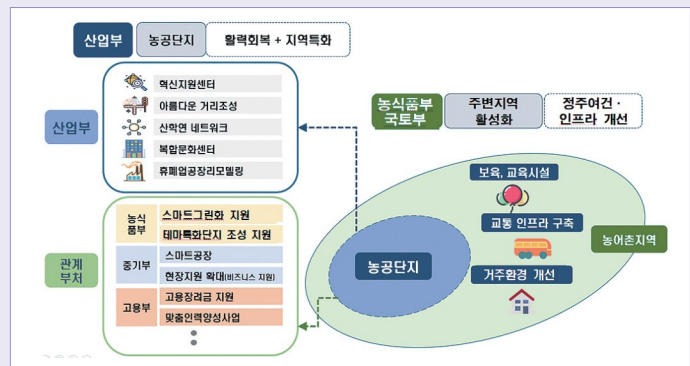 산업부
농공단지
활력회복 + 지역특화
산업부
혁신지원센터
아름다운 거리조성
산학연 네트워크
복합문화센터
휴폐업공장리모델링
관계
부처
농식
품부
스마트그린화 지원
테마특화단지 조성 지원
중기부
스마트공장
현장지원 확대(비즈니스 지원)
고용부
고용장려금 지원
맞춤인력양성사업
농식품부
국토부
주변지역
활성화
정주여건·
인프라 개선
보육, 교육시설
교통 인프라 구축
농어촌지역
농공단지
거주환경 개선